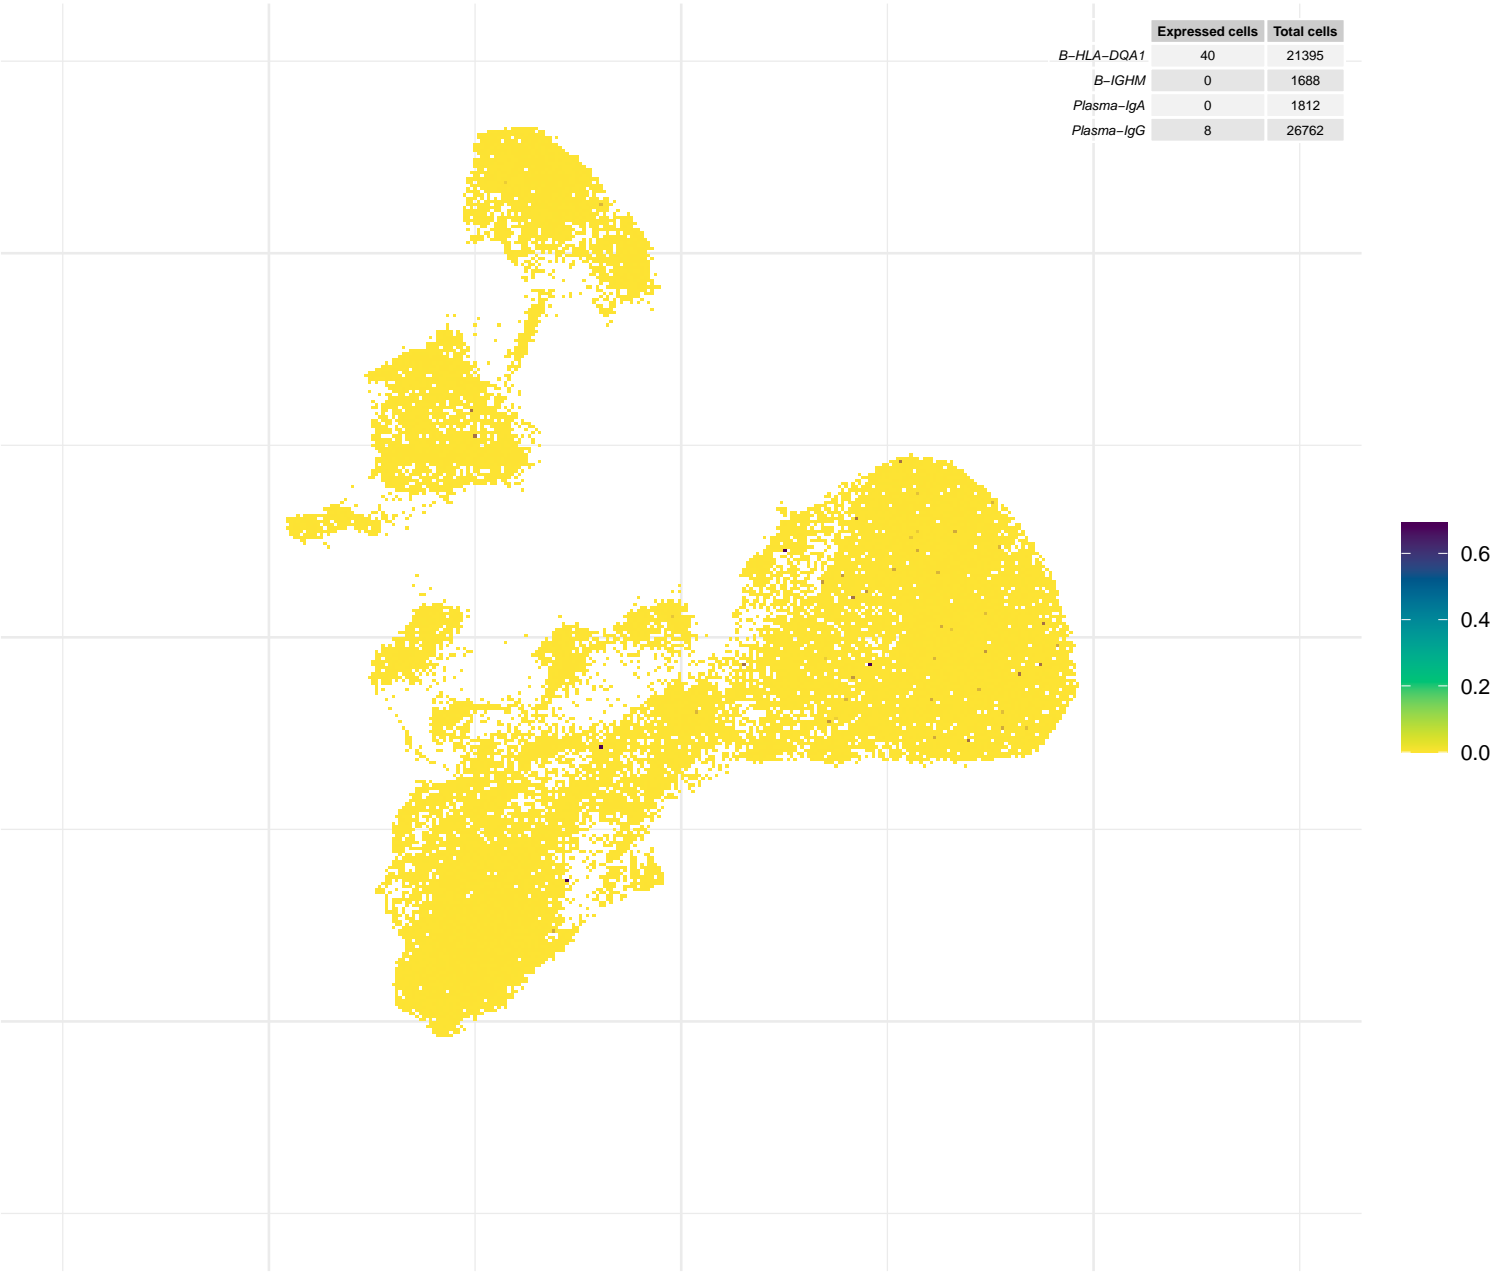 Expressed cells Total cells
B−HLA−DQA1 40 21395
B−IGHM 0 1688
Plasma−IgA 0 1812
Plasma−IgG 8 26762
0.6
0.4
0.2
0.0